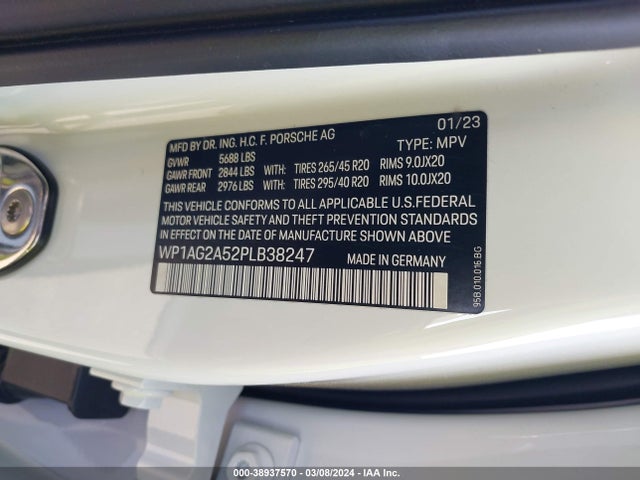 MFD BY DR. ING. H.C. F. PORSCHE AG 01/23
GVWR 5688 LBS TYPE: MPV
GAWR FRONT 2844 LBS WITH: TIRES 265/45 R20 RIMS 9.0JX20
GAWR REAR 2976 LBS WITH: TIRES 295/40 R20 RIMS 10.0JX20
THIS VEHICLE CONFORMS TO ALL APPLICABLE U.S.FEDERAL
MOTOR VEHICLE SAFETY AND THEFT PREVENTION STANDARDS
IN EFFECT ON THE DATE OF MANUFACTURE SHOWN ABOVE.
WP1AG2A52PLB38247 MADE IN GERMANY
95B.010.016.BG
000-38937570 — 03/08/2024 — IAA Inc.